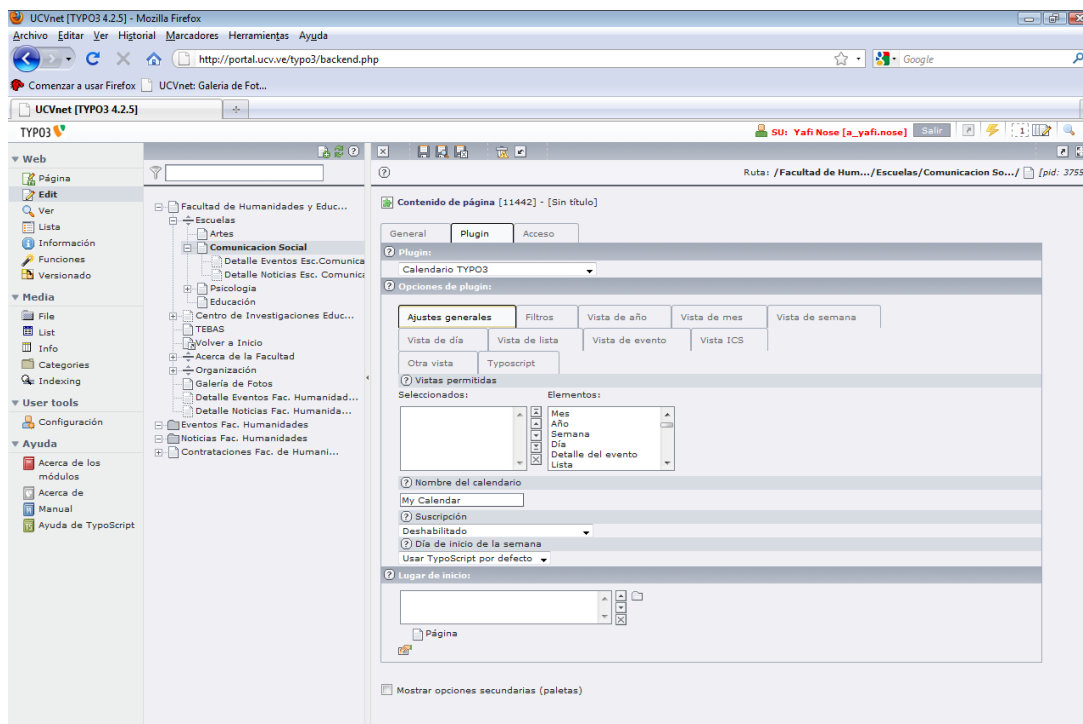 UCVnet [TYPO3 4.2.5] - Mozilla Firefox
Archivo Editar Ver Historial Marcadores Herramientas Ayuda
http://portal.ucv.ve/typo3/backend.php
Google
Comenzar a usar Firefox UCVnet: Galeria de Fot...
UCVnet [TYPO3 4.2.5]
TYPO3 SU: Yafi Nose [a_yafi.nose] Salir 1
Web
Página
Edit
Ver
Lista
Información
Funciones
Versionado
Media
File
List
Info
Categories
Indexing
User tools
Configuración
Ayuda
Acerca de los
módulos
Acerca de
Manual
Ayuda de TypoScript
Facultad de Humanidades y Educ...
Escuelas
Artes
Comunicacion Social
Detalle Eventos Esc.Comunica
Detalle Noticias Esc. Comunica
Psicologia
Educación
Centro de Investigaciones Educ...
TEBAS
Volver a Inicio
Acerca de la Facultad
Organización
Galería de Fotos
Detalle Eventos Fac. Humanidad...
Detalle Noticias Fac. Humanida...
Eventos Fac. Humanidades
Noticias Fac. Humanidades
Contrataciones Fac. de Humani...
Ruta: /Facultad de Hum.../Escuelas/Comunicacion So.../ [pid: 3755
Contenido de página [11442] - [Sin título]
General Plugin Acceso
Plugin:
Calendario TYPO3
Opciones de plugin:
Ajustes generales Filtros Vista de año Vista de mes Vista de semana
Vista de día Vista de lista Vista de evento Vista ICS
Otra vista Typoscript
Vistas permitidas
Seleccionados: Elementos:
Mes
Año
Semana
Día
Detalle del evento
Lista
Nombre del calendario
My Calendar
Suscripción
Deshabilitado
Día de inicio de la semana
Usar TypoScript por defecto
Lugar de inicio:
Página
Mostrar opciones secundarias (paletas)